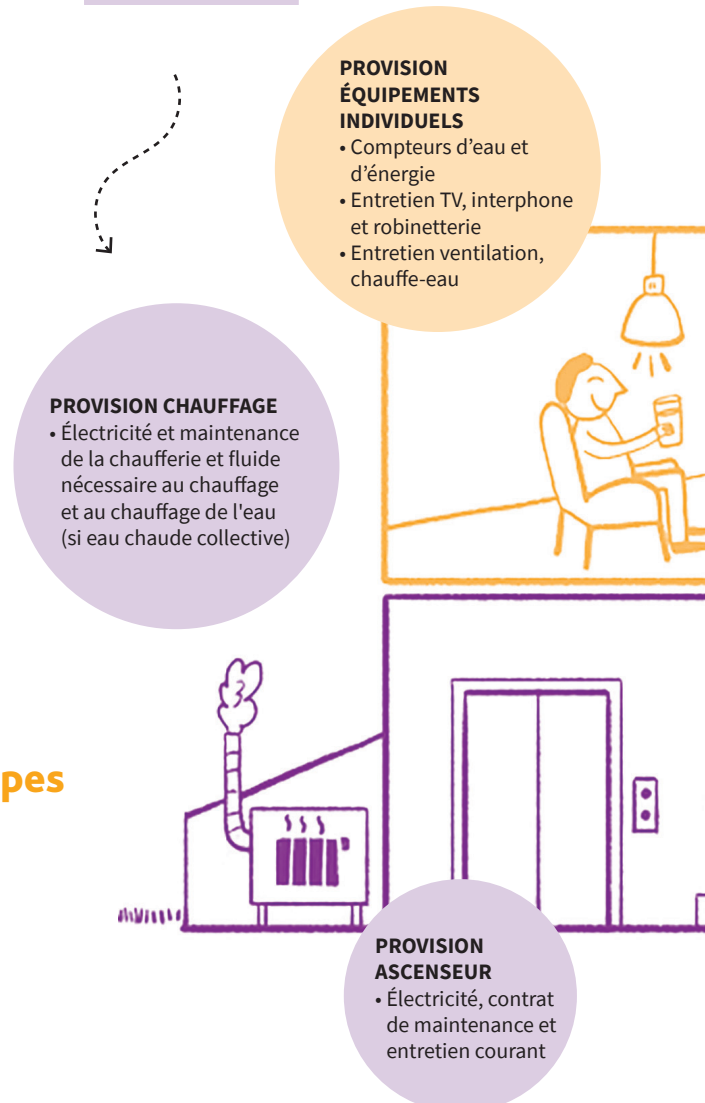 PROVISION
ÉQUIPEMENTS
INDIVIDUELS
• Compteurs d'eau et
d'énergie
• Entretien TV, interphone
et robinetterie
• Entretien ventilation,
chauffe-eau
PROVISION CHAUFFAGE
• Électricité et maintenance
de la chaufferie et fluide
nécessaire au chauffage
et au chauffage de l'eau
(si eau chaude collective)
pes
PROVISION
ASCENSEUR
• Électricité, contrat
de maintenance et
entretien courant